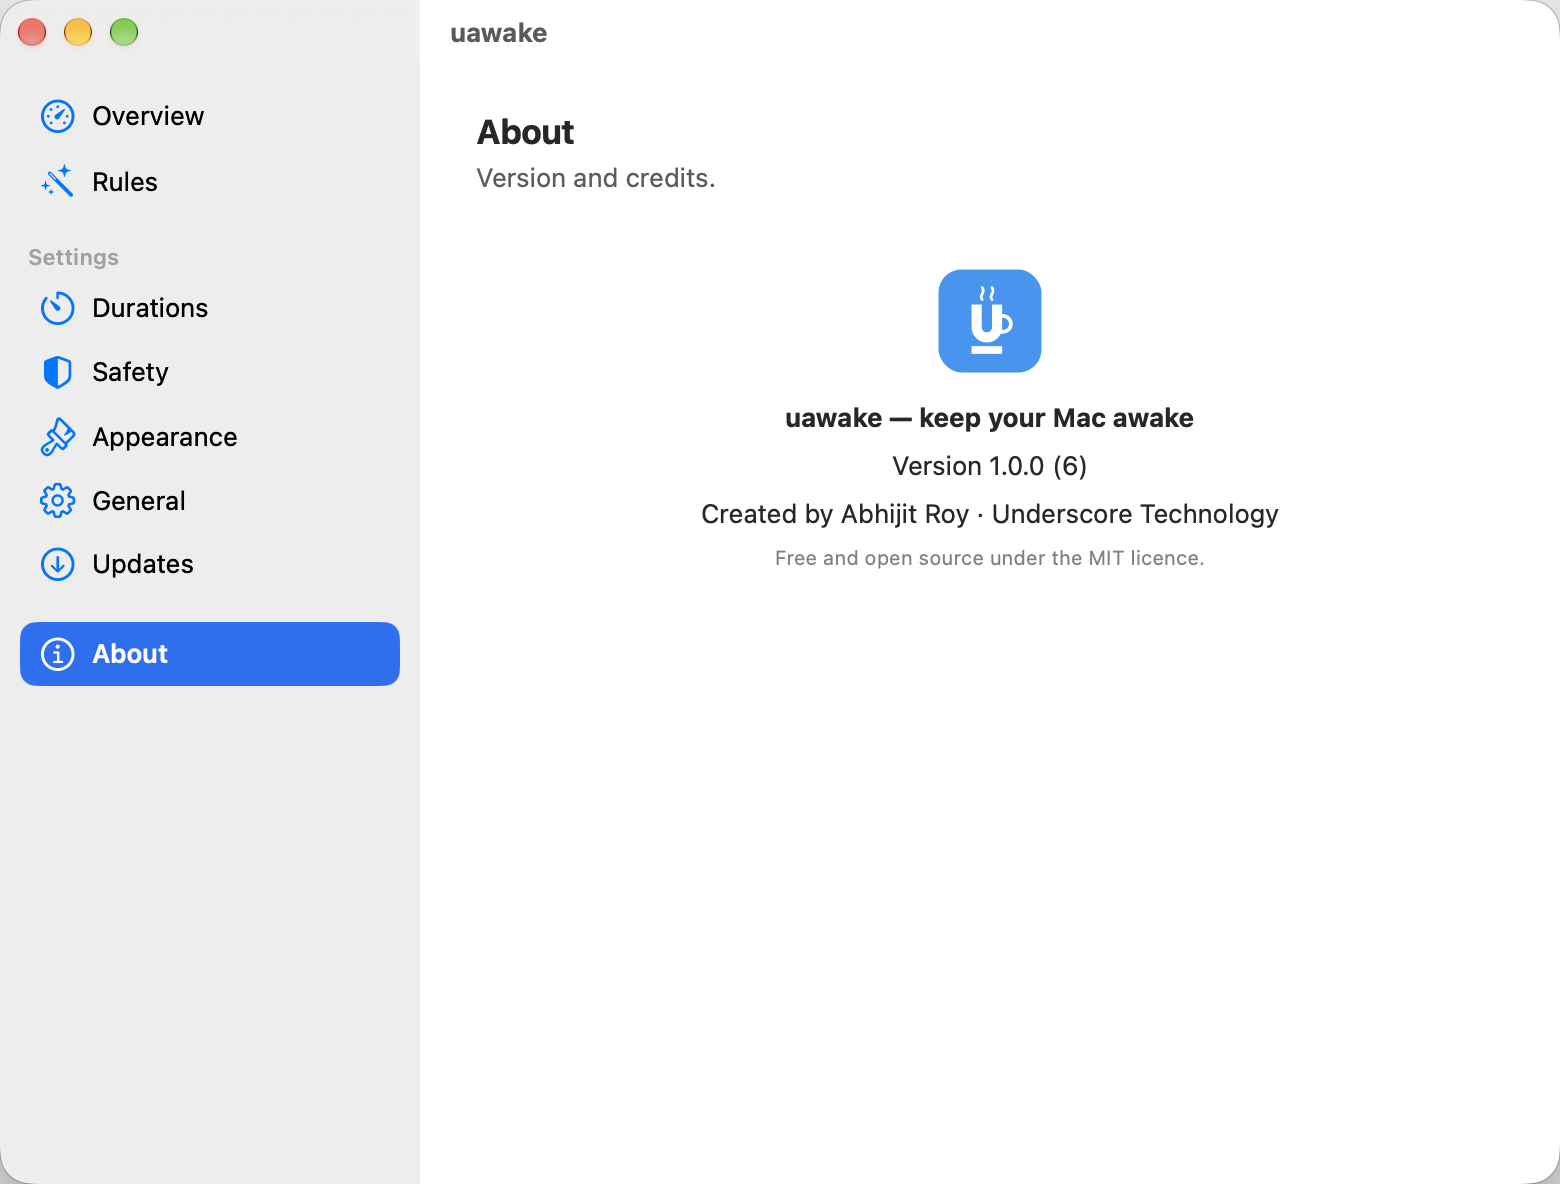 uawake
Overview
Rules
Settings
Durations
Safety
Appearance
General
Updates
About
About
Version and credits.
uawake — keep your Mac awake
Version 1.0.0 (6)
Created by Abhijit Roy · Underscore Technology
Free and open source under the MIT licence.